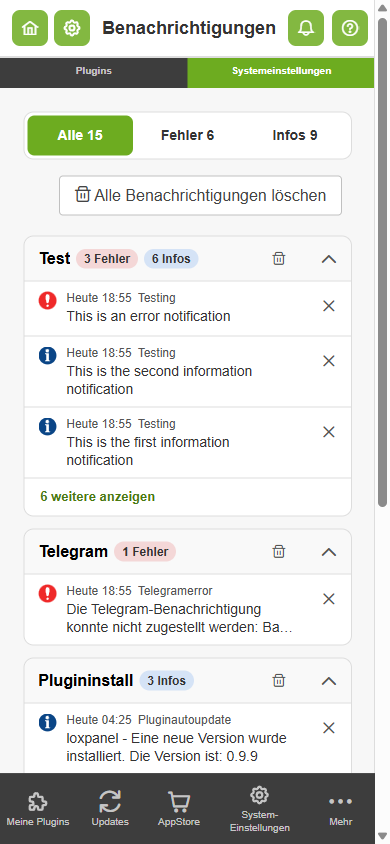 Benachrichtigungen
Plugins
Systemeinstellungen
Alle 15
Fehler 6
Infos 9
Alle Benachrichtigungen löschen
Test 3 Fehler 6 Infos
Heute 18:55 Testing
This is an error notification
Heute 18:55 Testing
This is the second information
notification
Heute 18:55 Testing
This is the first information
notification
6 weitere anzeigen
Telegram 1 Fehler
Heute 18:55 Telegramerror
Die Telegram-Benachrichtigung
konnte nicht zugestellt werden: Ba…
Plugininstall 3 Infos
Heute 04:25 Pluginautoupdate
loxpanel - Eine neue Version wurde
installiert. Die Version ist: 0.9.9
Meine Plugins
Updates
AppStore
System-
Einstellungen
Mehr